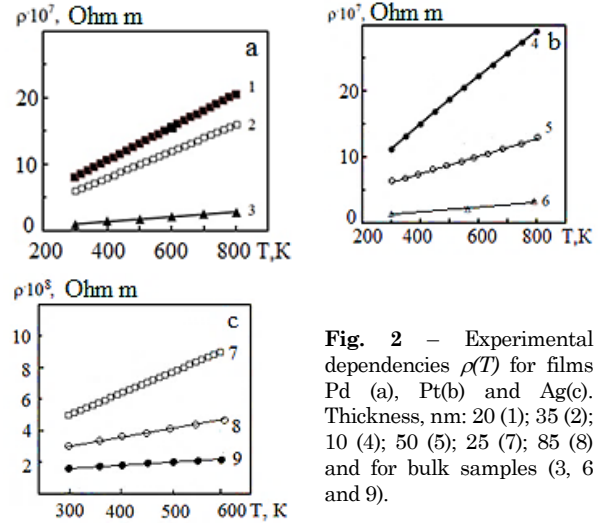 ρ·10⁷, Ohm m
a
20
10
0
1
2
3
200 400 600 800 T,K
ρ·10⁷, Ohm m
b
20
10
0
4
5
6
200 400 600 800 T,K
ρ·10⁸, Ohm m
c
10
8
6
4
2
7
8
9
300 400 500 600 T, K
Fig. 2 – Experimental
dependencies ρ(T) for films
Pd (a), Pt(b) and Ag(c).
Thickness, nm: 20 (1); 35 (2);
10 (4); 50 (5); 25 (7); 85 (8)
and for bulk samples (3, 6
and 9).